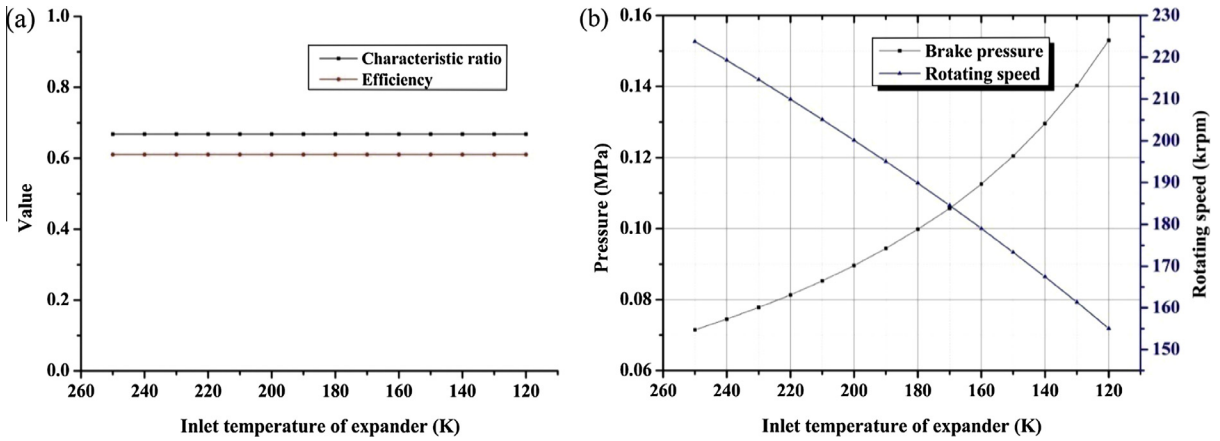 (a)
1.0
0.8
0.6
0.4
0.2
0.0
Value
Characteristic ratio
Efficiency
260 240 220 200 180 160 140 120
Inlet temperature of expander (K)
(b)
0.16
0.14
0.12
0.10
0.08
0.06
Pressure (MPa)
Brake pressure
Rotating speed
230
220
210
200
190
180
170
160
150
Rotating speed (krpm)
260 240 220 200 180 160 140 120
Inlet temperature of expander (K)